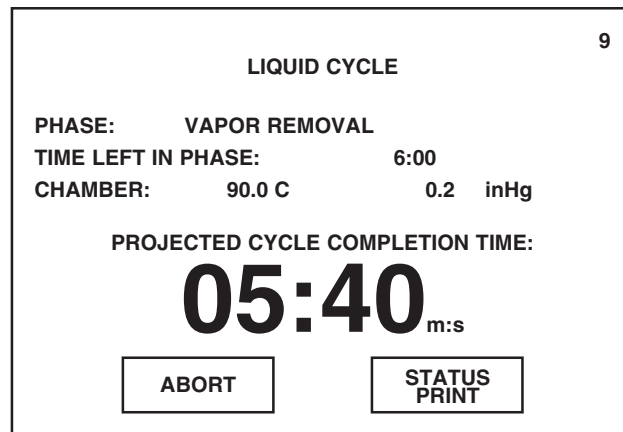 9
LIQUID CYCLE
PHASE: VAPOR REMOVAL
TIME LEFT IN PHASE: 6:00
CHAMBER: 90.0 C 0.2 inHg
PROJECTED CYCLE COMPLETION TIME:
05:40 m:s
ABORT
STATUS
PRINT